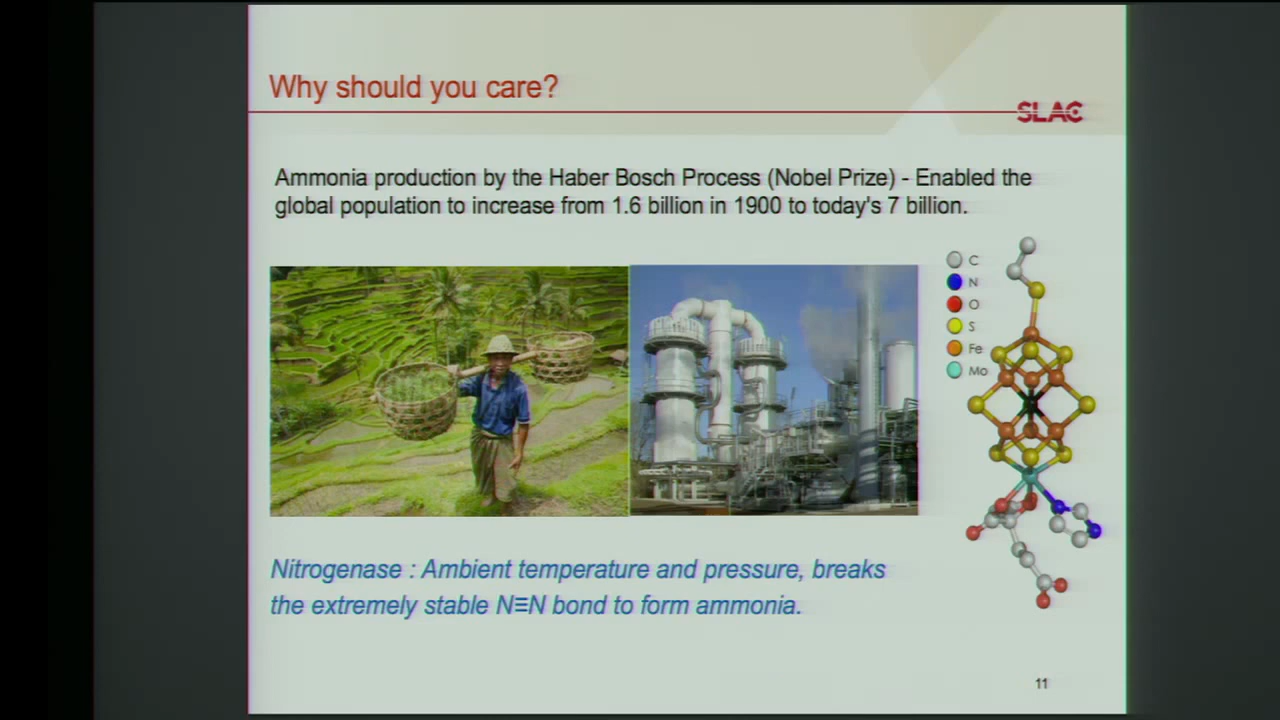 Why should you care?
SLAC
Ammonia production by the Haber Bosch Process (Nobel Prize) - Enabled the
global population to increase from 1.6 billion in 1900 to today's 7 billion.
C
N
O
S
Fe
Mo
Nitrogenase : Ambient temperature and pressure, breaks
the extremely stable N≡N bond to form ammonia.
11